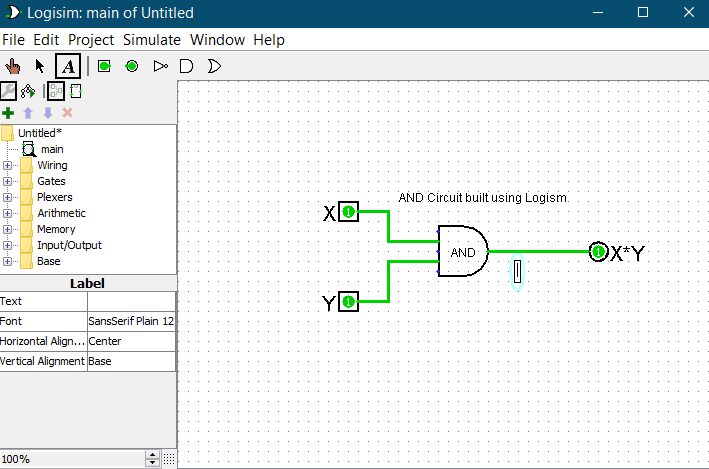 Logisim: main of Untitled
File Edit Project Simulate Window Help
A
Untitled*
main
Wiring
Gates
Plexers
Arithmetic
Memory
Input/Output
Base
Label
Text
Font SansSerif Plain 12
Horizontal Align... Center
Vertical Alignment Base
100%
AND Circuit built using Logism.
X 1
AND
1 X*Y
Y 1